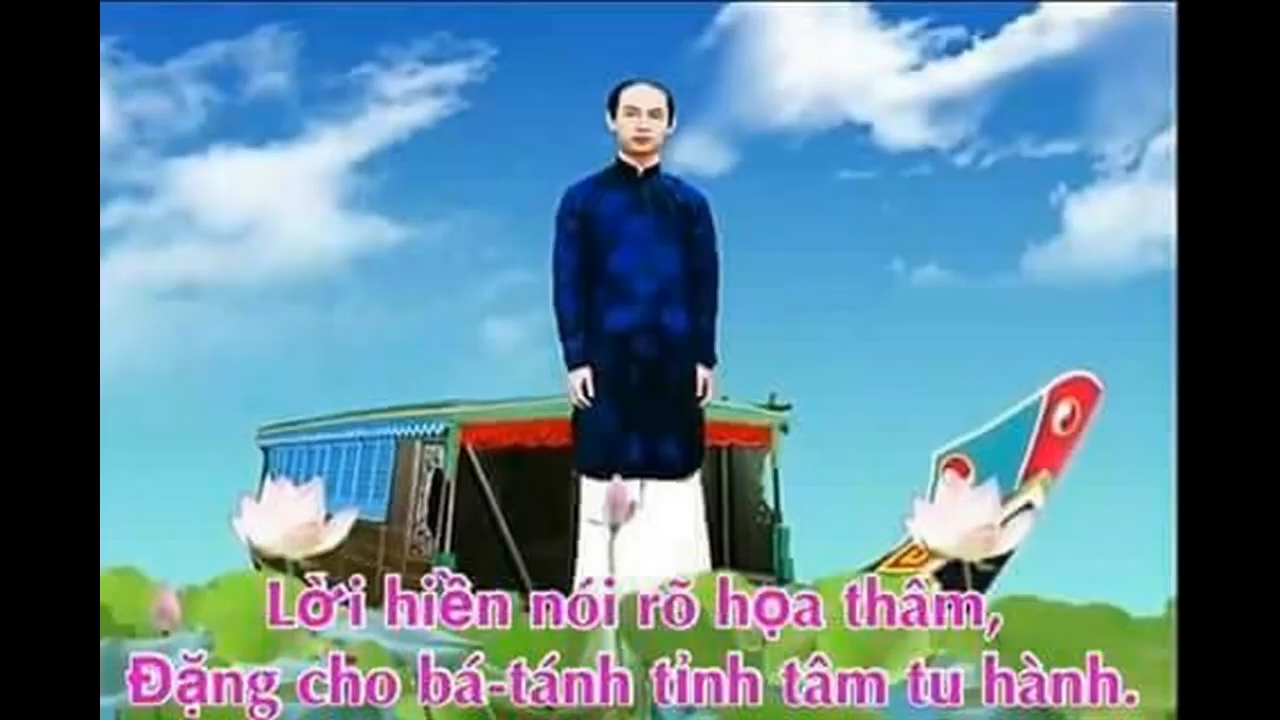 Lời hiền nói rõ họa thâm,
Đặng cho bá-tánh tỉnh tâm tu hành.